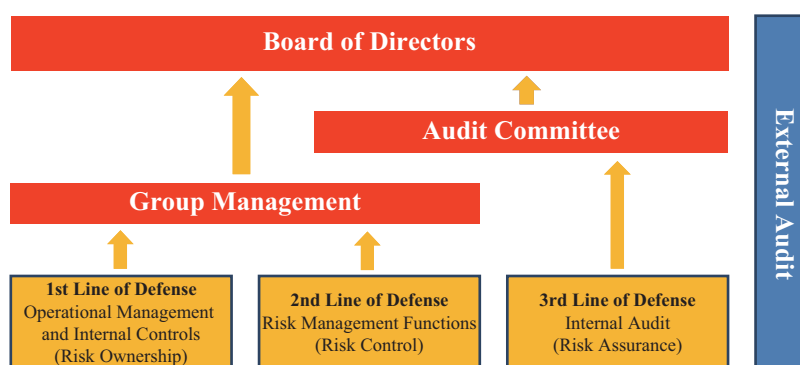 Board of Directors
Audit Committee
Group Management
1st Line of Defense
Operational Management
and Internal Controls
(Risk Ownership)
2nd Line of Defense
Risk Management Functions
(Risk Control)
3rd Line of Defense
Internal Audit
(Risk Assurance)
External Audit